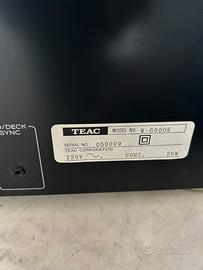 /DECK
SYNC
TEAC MODEL NO. W-6000R
SERIAL NO. 050009
TEAC CORPORATION
230V 50HZ, 20W